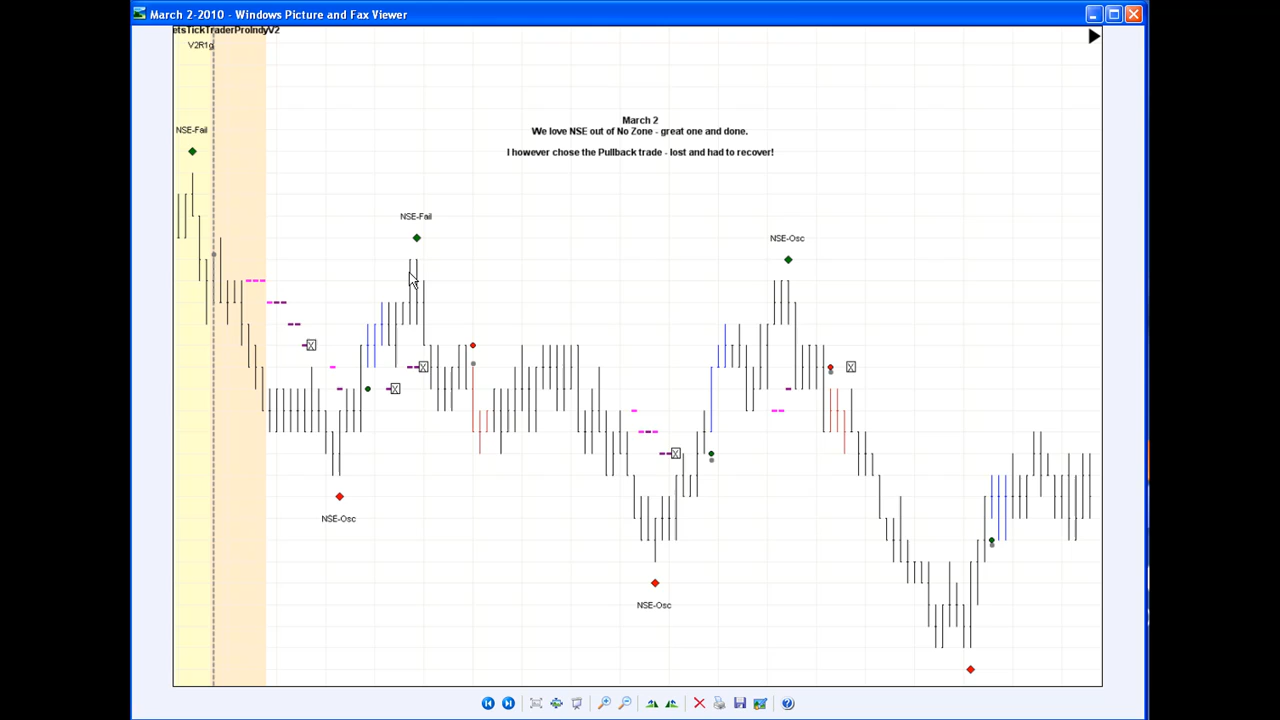 March 2-2010 - Windows Picture and Fax Viewer
etsTickTraderProIndyV2
V2R1g
March 2
We love NSE out of No Zone - great one and done.
I however chose the Pullback trade - lost and had to recover!
NSE-Fail
NSE-Fail
NSE-Osc
NSE-Osc
NSE-Osc